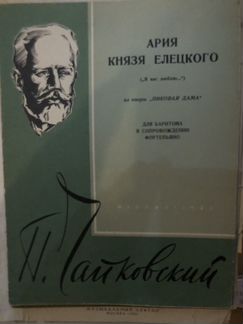 АРИЯ
КНЯЗЯ ЕЛЕЦКОГО
(„Я вас люблю...")
из оперы „ПИКОВАЯ ДАМА"
ДЛЯ БАРИТОНА
В СОПРОВОЖДЕНИИ
ФОРТЕПЬЯНО
П. Чайковский